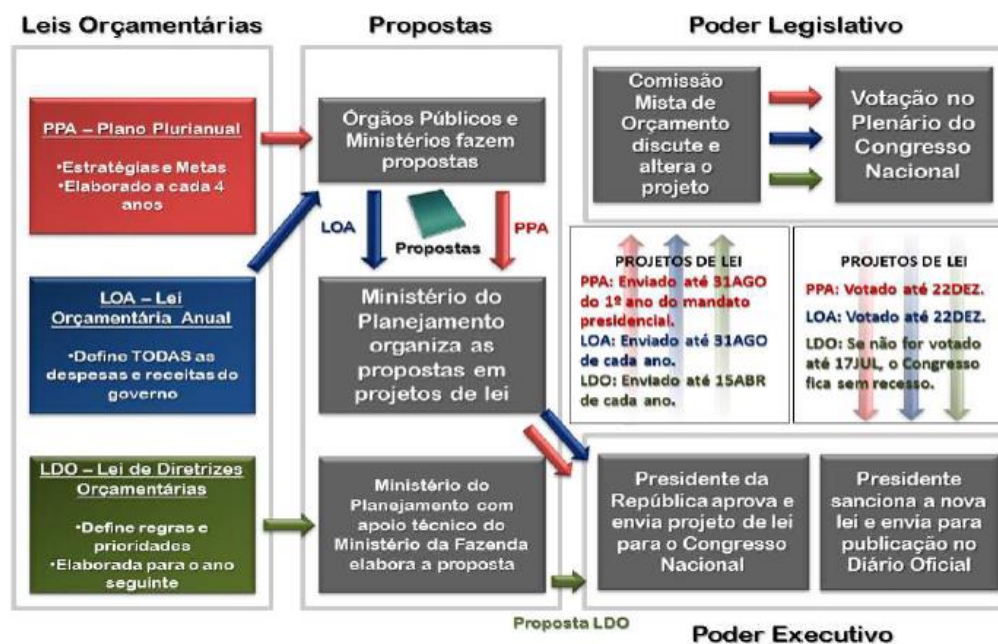 Leis Orçamentárias
PPA – Plano Plurianual
•Estratégias e Metas
•Elaborado a cada 4
anos
LOA – Lei
Orçamentária Anual
•Define TODAS as
despesas e receitas do
governo
LDO – Lei de Diretrizes
Orçamentárias
•Define regras e
prioridades
•Elaborada para o ano
seguinte
Propostas
Órgãos Públicos e
Ministérios fazem
propostas
LOA
Propostas
PPA
Ministério do
Planejamento
organiza as
propostas em
projetos de lei
Ministério do
Planejamento com
apoio técnico do
Ministério da Fazenda
elabora a proposta
Proposta LDO
Poder Legislativo
Comissão
Mista de
Orçamento
discute e
altera o
projeto
Votação no
Plenário do
Congresso
Nacional
PROJETOS DE LEI
PPA: Enviado até 31AGO
do 1º ano do mandato
presidencial.
LOA: Enviado até 31AGO
de cada ano.
LDO: Enviado até 15ABR
de cada ano.
PROJETOS DE LEI
PPA: Votado até 22DEZ.
LOA: Votado até 22DEZ.
LDO: Se não for votado
até 17JUL, o Congresso
fica sem recesso.
Presidente da
República aprova e
envia projeto de lei
para o Congresso
Nacional
Presidente
sanciona a nova
lei e envia para
publicação no
Diário Oficial
Poder Executivo